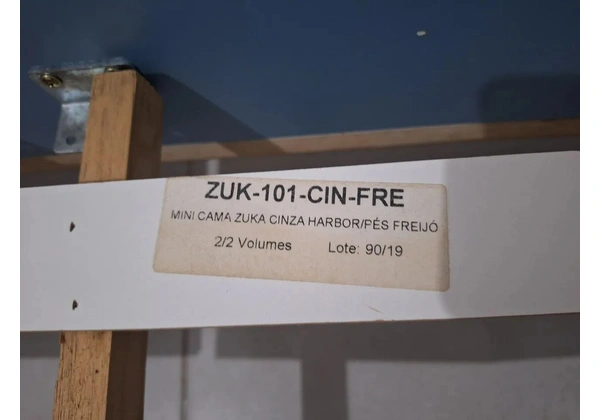 ZUK-101-CIN-FRE
MINI CAMA ZUKA CINZA HARBOR/PÉS FREIJÓ
2/2 Volumes Lote: 90/19